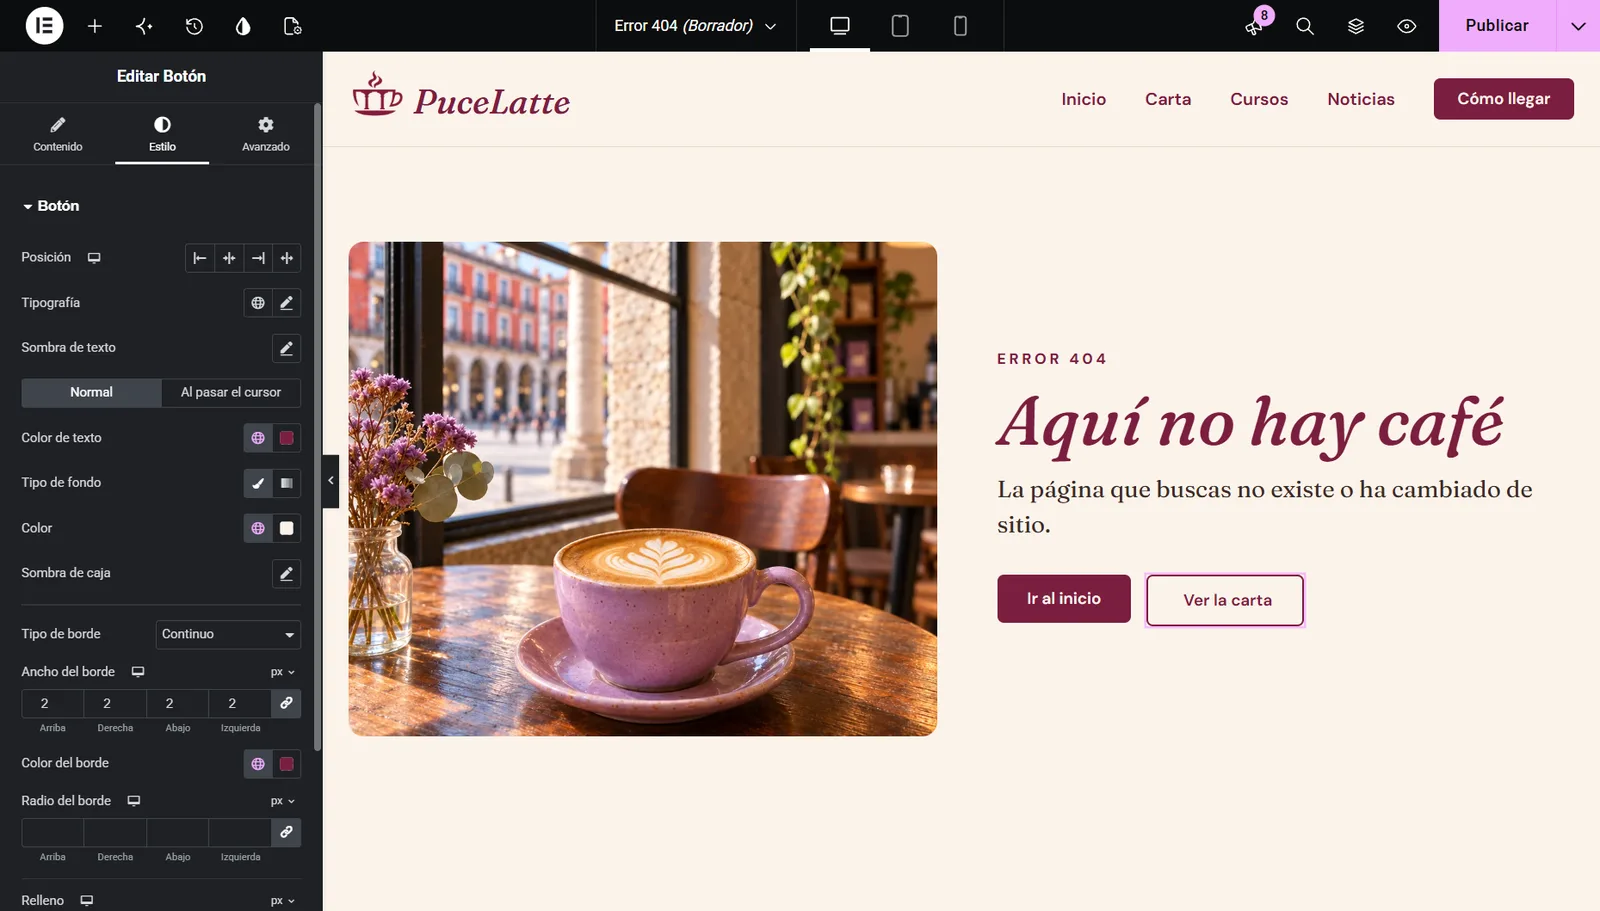 Error 404 (Borrador)
8
Publicar
Editar Botón
Contenido
Estilo
Avanzado
Botón
Posición
Tipografía
Sombra de texto
Normal
Al pasar el cursor
Color de texto
Tipo de fondo
Color
Sombra de caja
Tipo de borde
Continuo
Ancho del borde
px
2
2
2
2
Arriba
Derecha
Abajo
Izquierda
Color del borde
Radio del borde
px
Arriba
Derecha
Abajo
Izquierda
Relleno
px
PuceLatte
Inicio
Carta
Cursos
Noticias
Cómo llegar
ERROR 404
Aquí no hay café
La página que buscas no existe o ha cambiado de
sitio.
Ir al inicio
Ver la carta